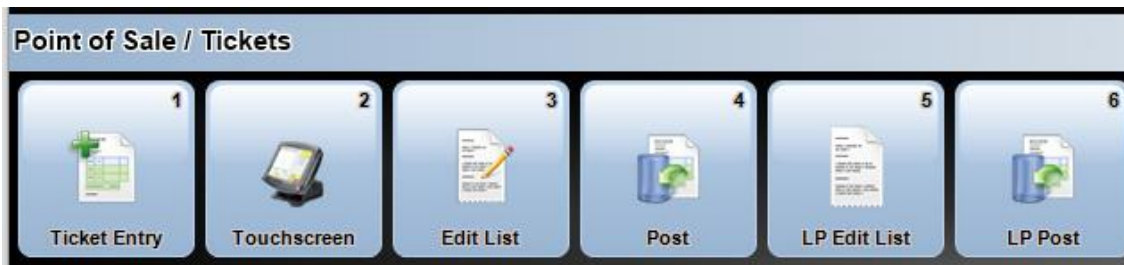 Point of Sale / Tickets
1 2 3 4 5 6
Ticket Entry Touchscreen Edit List Post LP Edit List LP Post